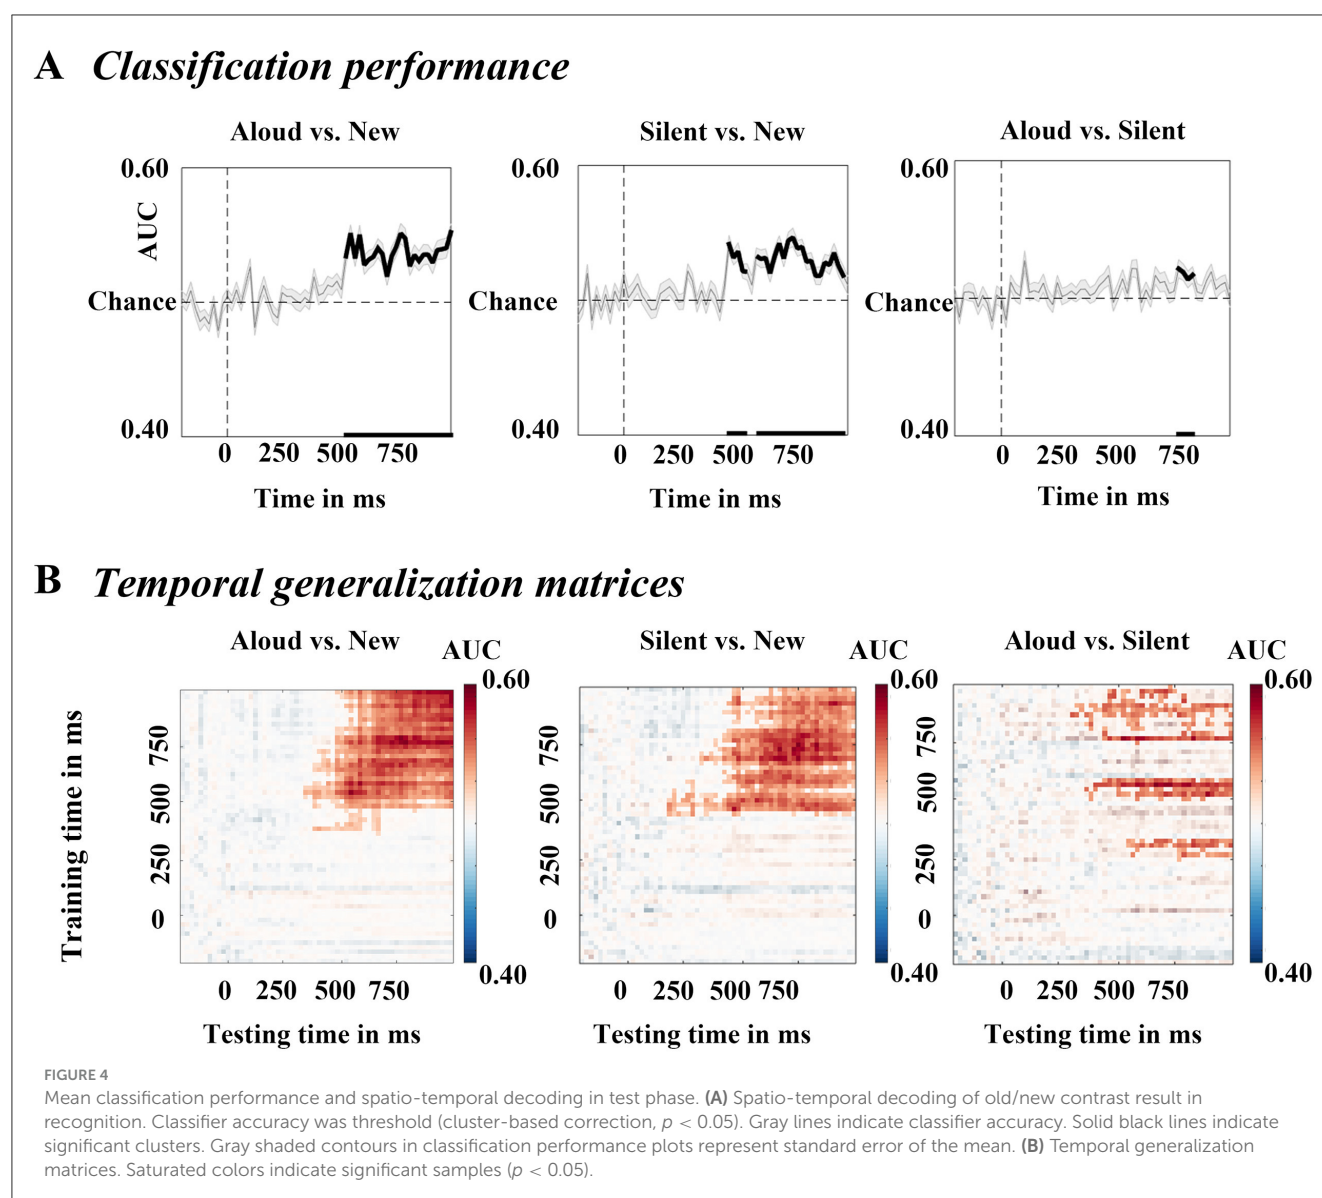 A Classification performance
Aloud vs. New
Silent vs. New
Aloud vs. Silent
0.60
AUC
Chance
0.40
0 250 500 750
Time in ms
0.60
Chance
0.40
0 250 500 750
Time in ms
0.60
Chance
0.40
0 250 500 750
Time in ms
B Temporal generalization matrices
Aloud vs. New
AUC
Silent vs. New
AUC
Aloud vs. Silent
AUC
Training time in ms
750
500
250
0
0.60
0.40
0 250 500 750
Testing time in ms
750
500
250
0
0.60
0.40
0 250 500 750
Testing time in ms
750
500
250
0
0.60
0.40
0 250 500 750
Testing time in ms
FIGURE 4
Mean classification performance and spatio-temporal decoding in test phase. (A) Spatio-temporal decoding of old/new contrast result in
recognition. Classifier accuracy was threshold (cluster-based correction, p < 0.05). Gray lines indicate classifier accuracy. Solid black lines indicate
significant clusters. Gray shaded contours in classification performance plots represent standard error of the mean. (B) Temporal generalization
matrices. Saturated colors indicate significant samples (p < 0.05).